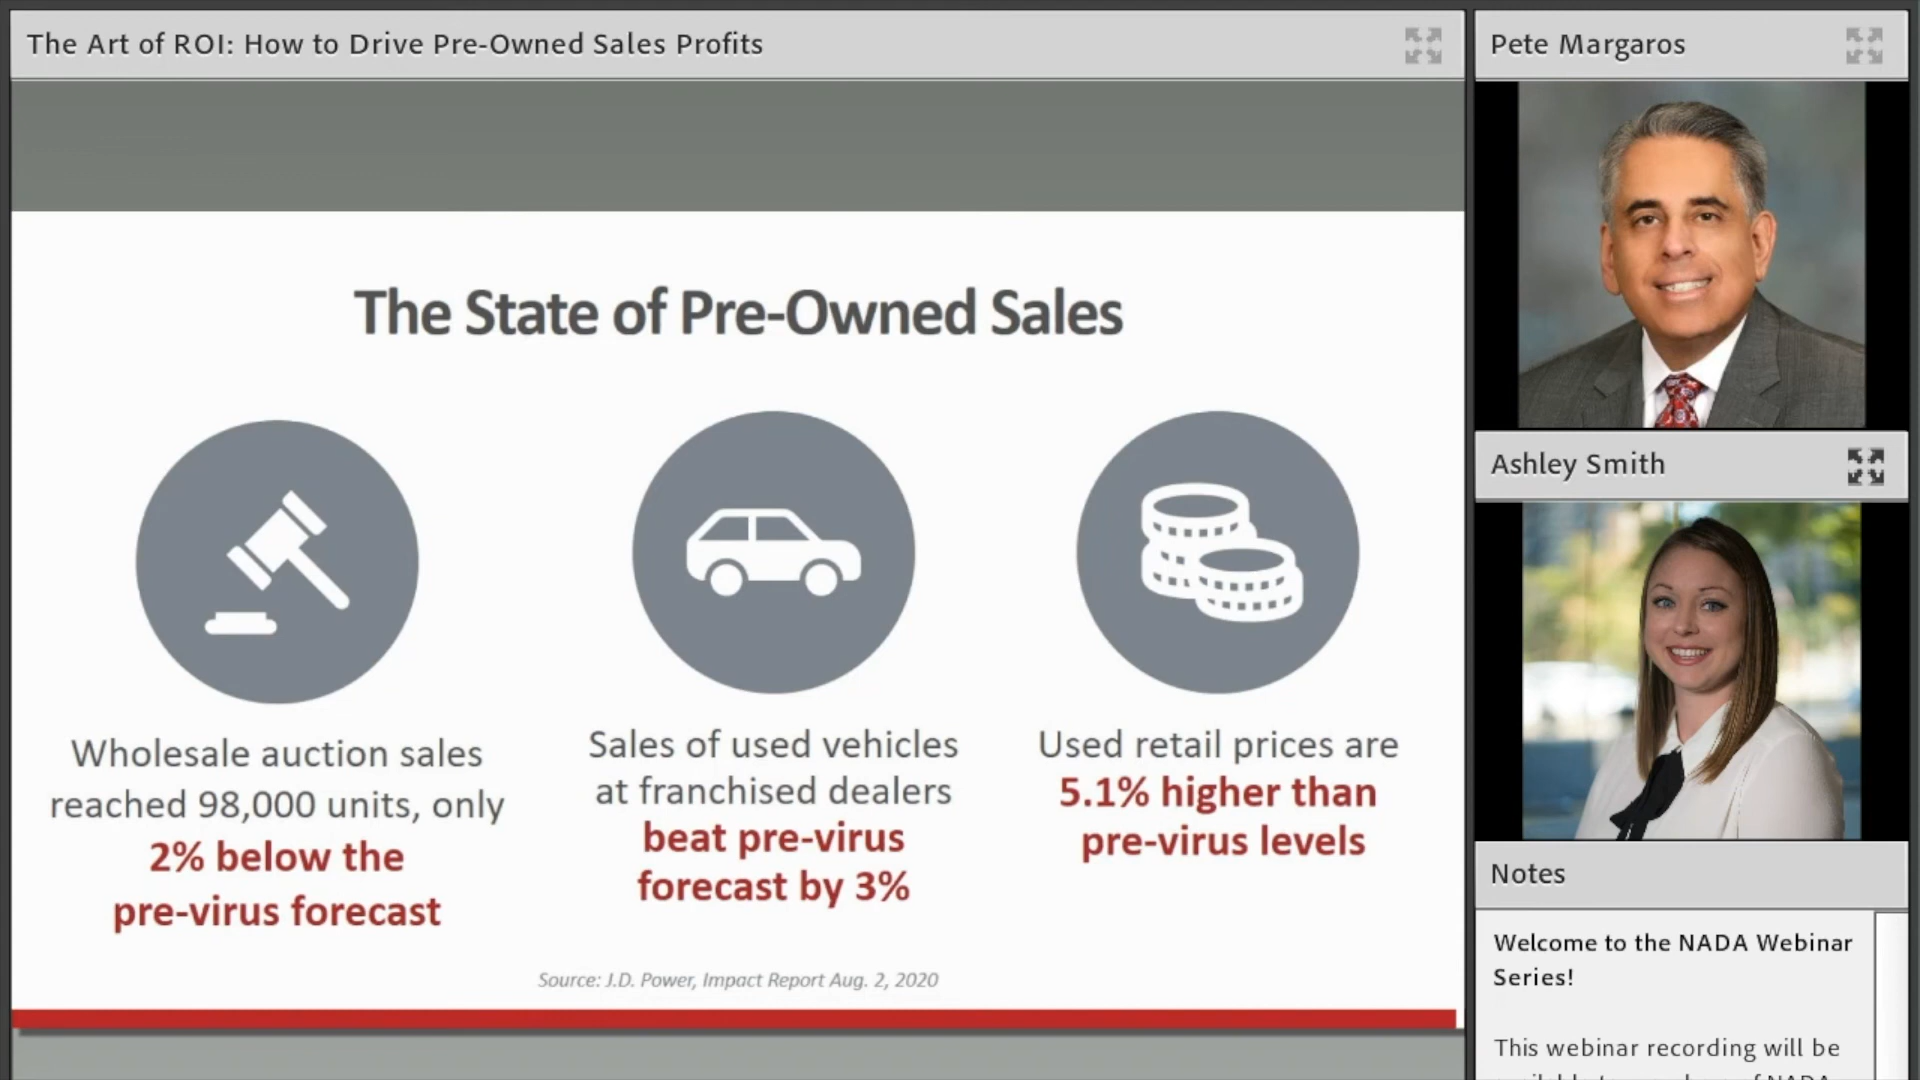 The Art of ROI: How to Drive Pre-Owned Sales Profits
The State of Pre-Owned Sales
Wholesale auction sales
reached 98,000 units, only
2% below the
pre-virus forecast
Sales of used vehicles
at franchised dealers
beat pre-virus
forecast by 3%
Used retail prices are
5.1% higher than
pre-virus levels
Source: J.D. Power, Impact Report Aug. 2, 2020
Pete Margaros
Ashley Smith
Notes
Welcome to the NADA Webinar
Series!
This webinar recording will be